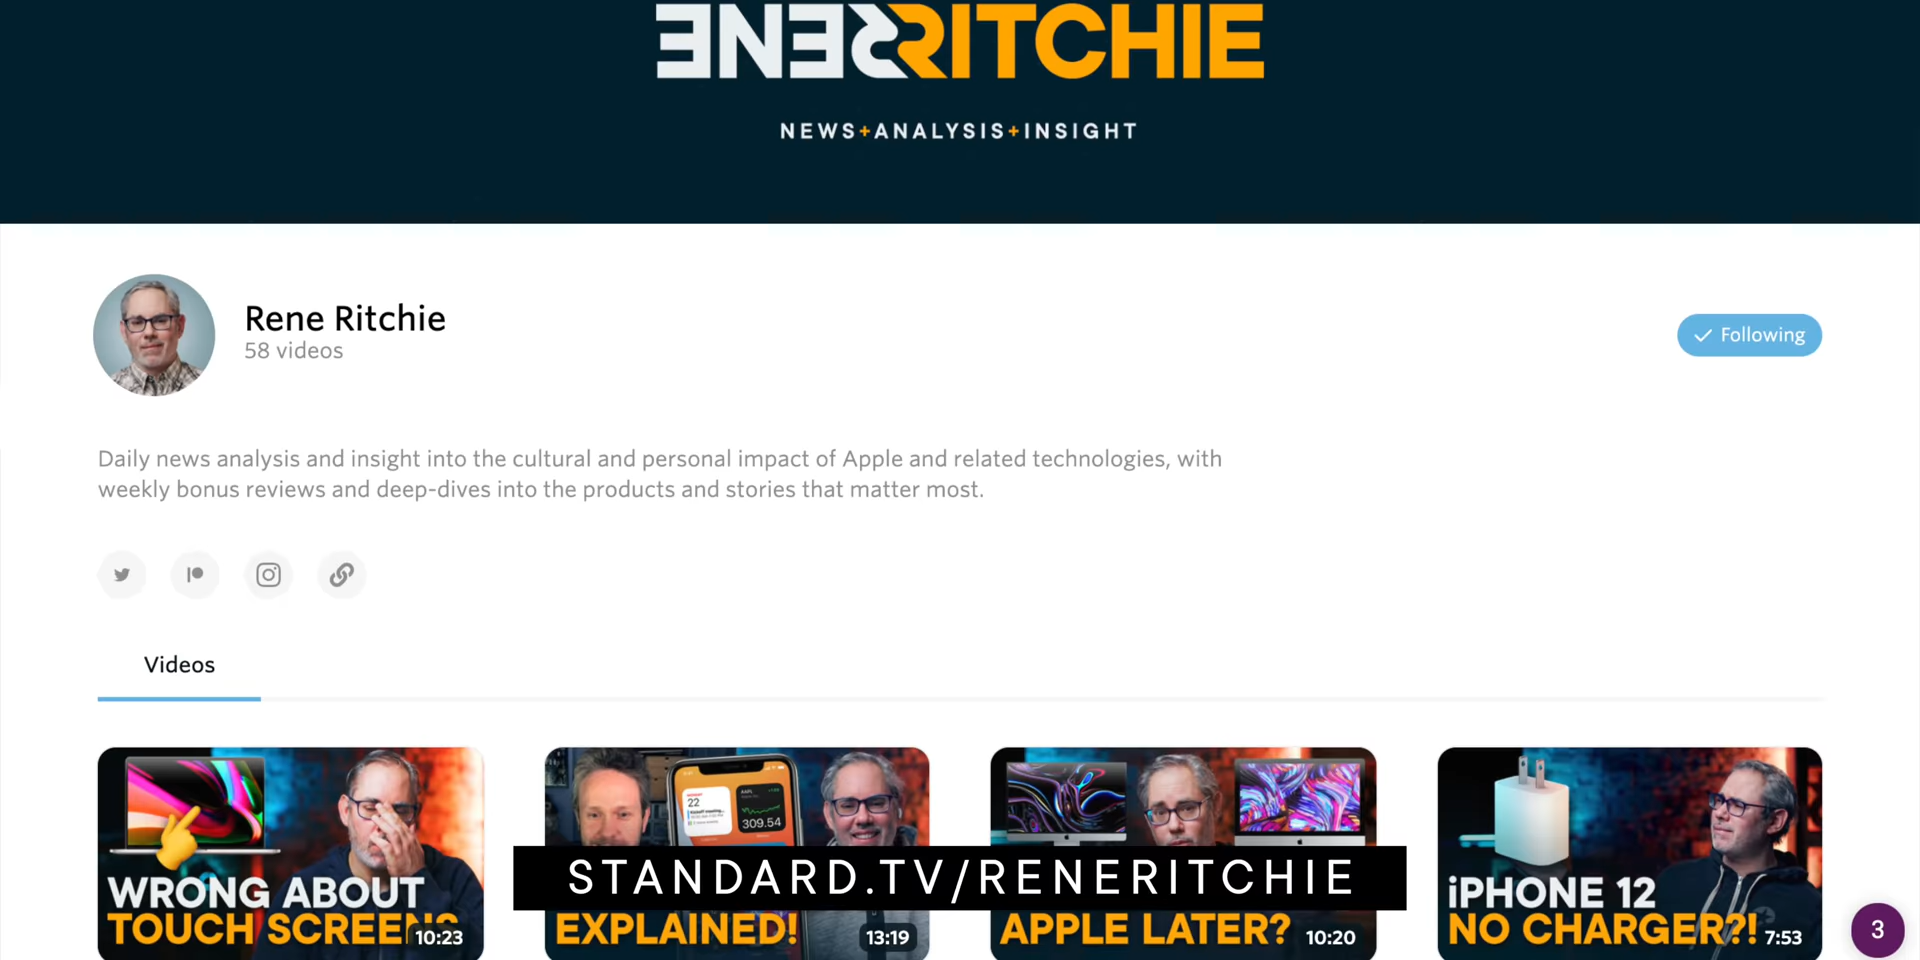 ENERRITCHIE
NEWS+ANALYSIS+INSIGHT
Rene Ritchie
58 videos
Following
Daily news analysis and insight into the cultural and personal impact of Apple and related technologies, with
weekly bonus reviews and deep-dives into the products and stories that matter most.
Videos
WRONG ABOUT
TOUCH SCREENS
10:23
22
309.54
EXPLAINED!
13:19
APPLE LATER?
10:20
iPHONE 12
NO CHARGER?!
7:53
STANDARD.TV/RENERITCHIE
3